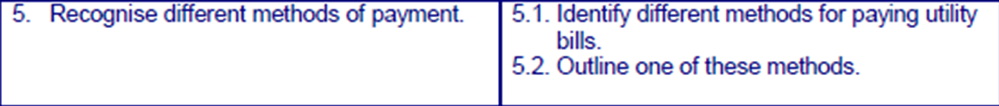 5. Recognise different methods of payment.
5.1. Identify different methods for paying utility
bills.
5.2. Outline one of these methods.